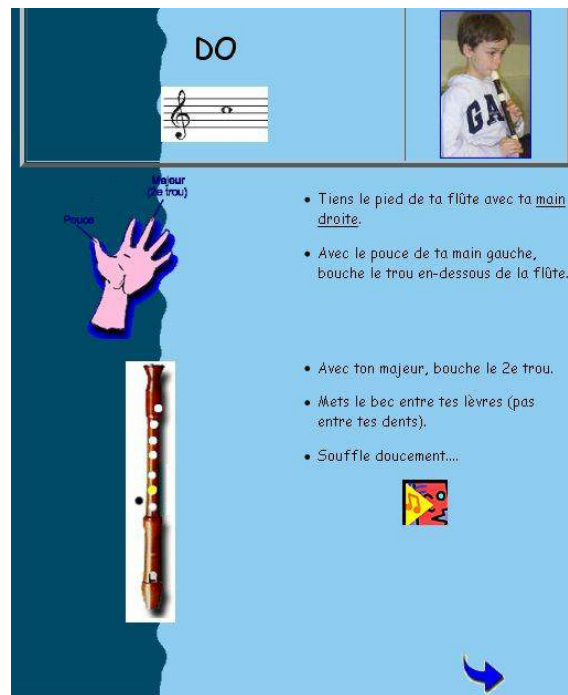 DO
GA
Majeur
(2e trou)
Pouce
• Tiens le pied de ta flûte avec ta main
droite.
• Avec le pouce de ta main gauche,
bouche le trou en-dessous de la flûte.
• Avec ton majeur, bouche le 2e trou.
• Mets le bec entre tes lèvres (pas
entre tes dents).
• Souffle doucement....